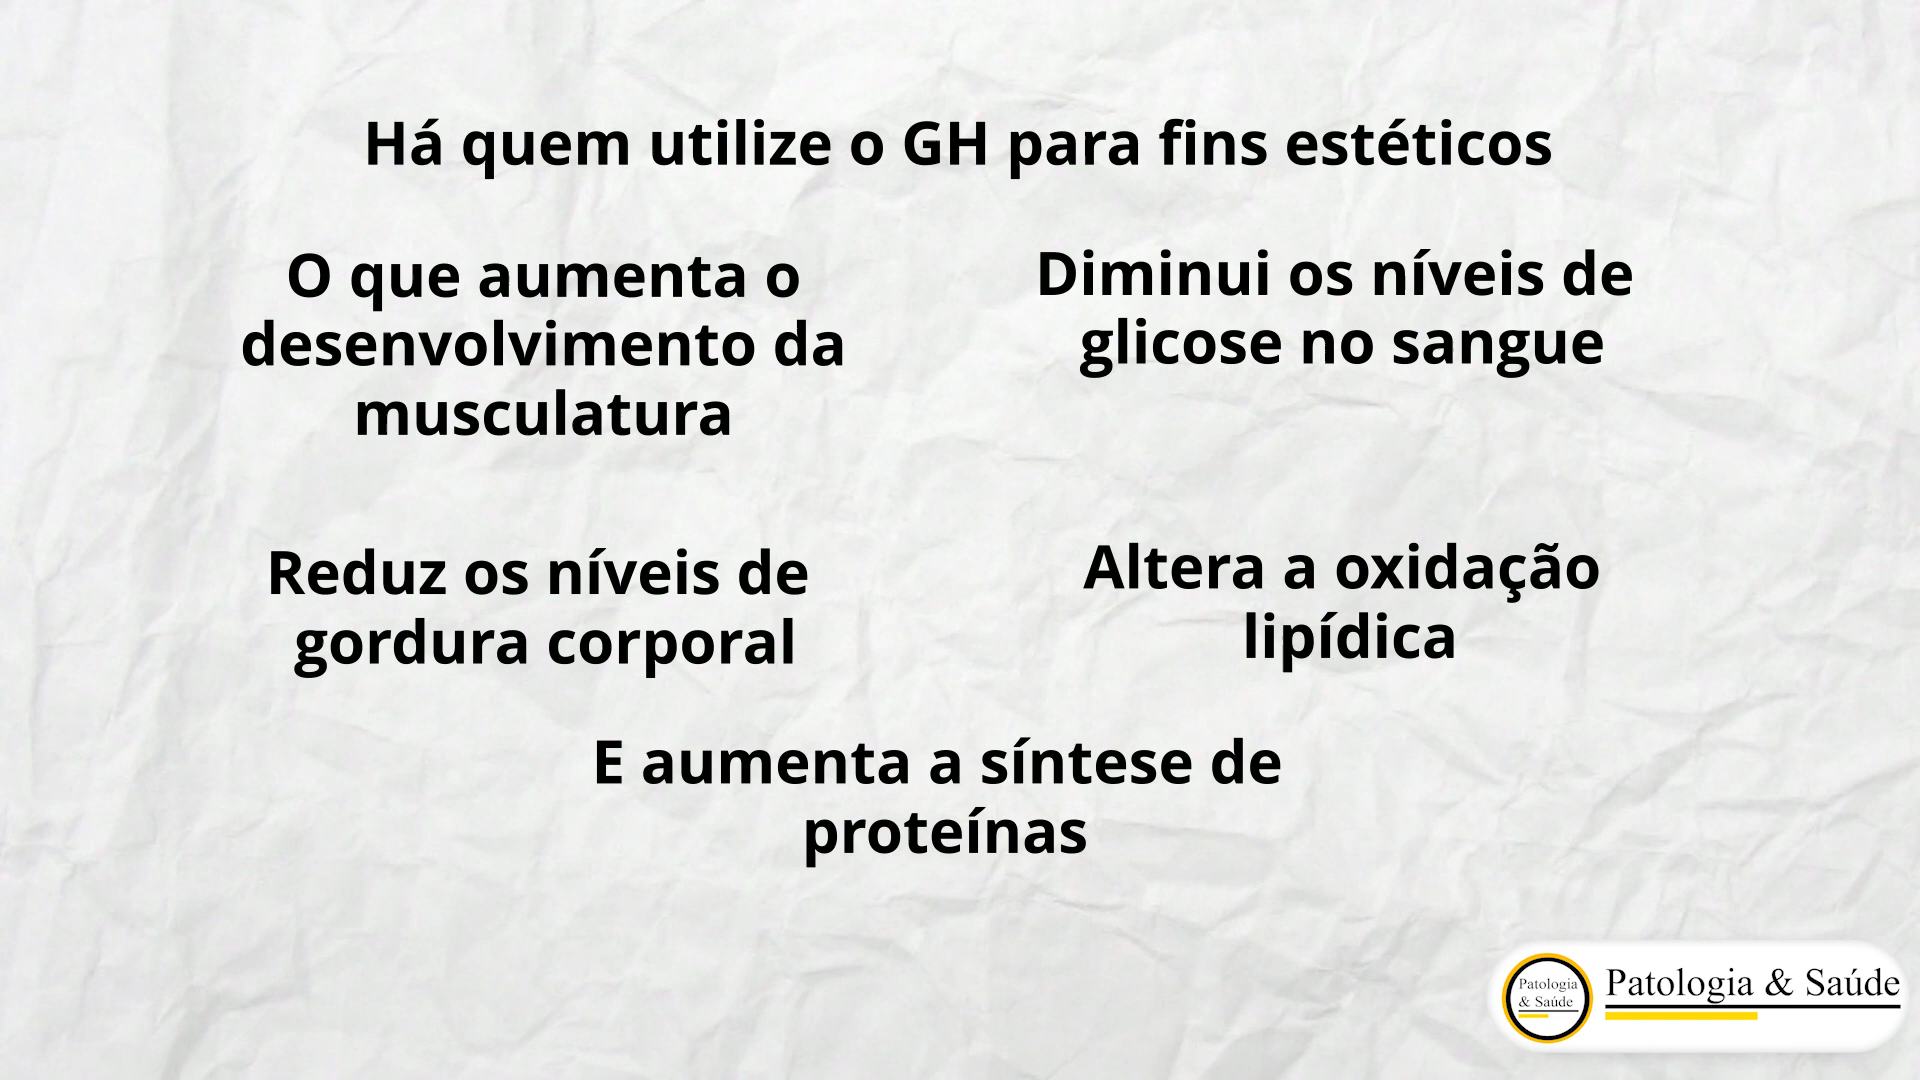 Há quem utilize o GH para fins estéticos
O que aumenta o
desenvolvimento da
musculatura
Diminui os níveis de
glicose no sangue
Reduz os níveis de
gordura corporal
Altera a oxidação
lipídica
E aumenta a síntese de
proteínas
Patologia
& Saúde
Patologia & Saúde